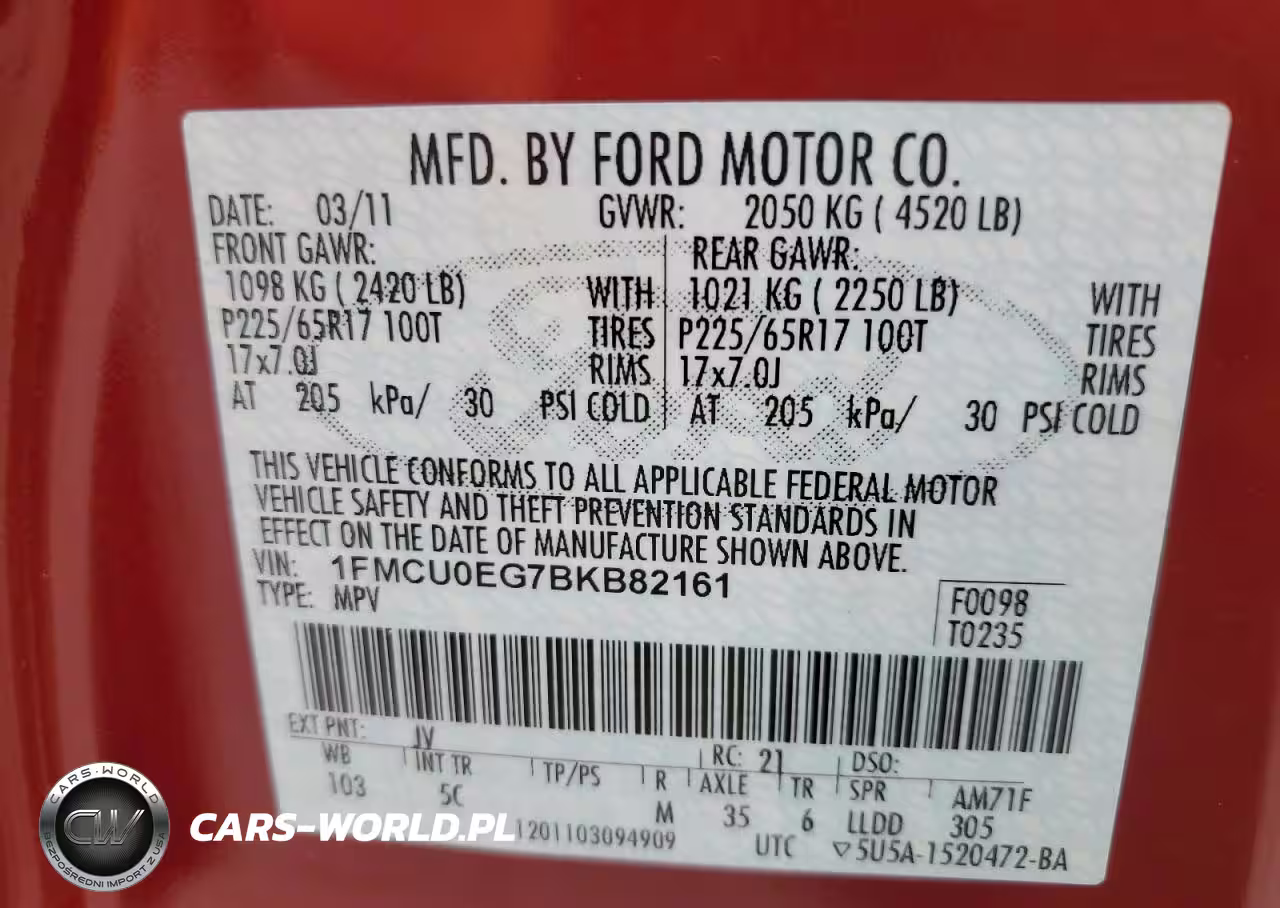 MFD. BY FORD MOTOR CO.
DATE: 03/11 GVWR: 2050 KG ( 4520 LB)
FRONT GAWR: REAR GAWR:
1098 KG ( 2420 LB) WITH 1021 KG ( 2250 LB) WITH
P225/65R17 100T TIRES P225/65R17 100T TIRES
17x7.0J RIMS 17x7.0J RIMS
AT 205 kPa/ 30 PSI COLD AT 205 kPa/ 30 PSI COLD
THIS VEHICLE CONFORMS TO ALL APPLICABLE FEDERAL MOTOR
VEHICLE SAFETY AND THEFT PREVENTION STANDARDS IN
EFFECT ON THE DATE OF MANUFACTURE SHOWN ABOVE.
VIN: 1FMCU0EG7BKB82161
TYPE: MPV
F0098
T0235
EXT PNT: JV RC: 21 DSO:
WB INT TR TP/PS R AXLE TR SPR AM71F
103 5C M 35 6 LLDD 305
1201103094909 UTC ▽5U5A-1520472-BA
Ford
CARS-WORLD
CW
BEZPOŚREDNI IMPORT Z USA
CARS-WORLD.PL